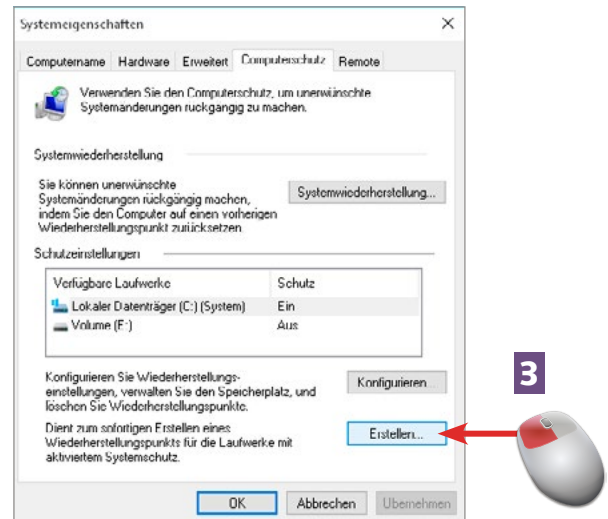 Systemeigenschaften
Computername Hardware Erweitert Computerschutz Remote
Verwenden Sie den Computerschutz, um unerwünschte
Systemänderungen rückgängig zu machen.
Systemwiederherstellung
Sie können unerwünschte
Systemänderungen rückgängig machen,
indem Sie den Computer auf einen vorherigen
Wiederherstellungspunkt zurücksetzen.
Systemwiederherstellung...
Schutzeinstellungen
Verfügbare Laufwerke Schutz
Lokaler Datenträger (C:) (System) Ein
Volume (E:) Aus
Konfigurieren Sie Wiederherstellungs-
einstellungen, verwalten Sie den Speicherplatz, und
löschen Sie Wiederherstellungspunkte.
Konfigurieren...
Dient zum sofortigen Erstellen eines
Wiederherstellungspunkts für die Laufwerke mit
aktiviertem Systemschutz.
Erstellen...
3
OK Abbrechen Übernehmen